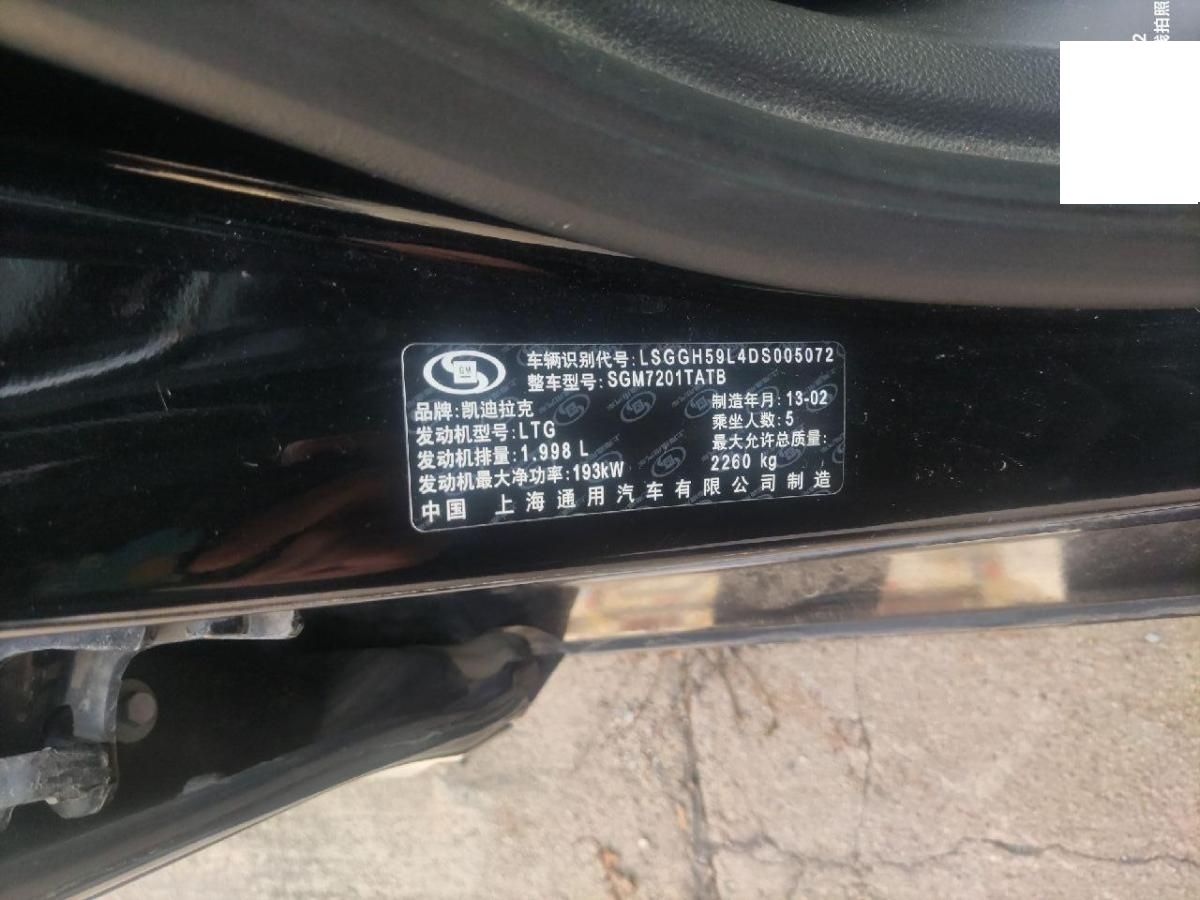 车辆识别代号:LSGGH59L4DS005072
整车型号:SGM7201TATB
品牌:凯迪拉克
制造年月:13-02
发动机型号:LTG
乘坐人数:5
发动机排量:1.998 L
最大允许总质量:
2260 kg
发动机最大净功率:193kW
中国 上海通用汽车有限公司制造
GM